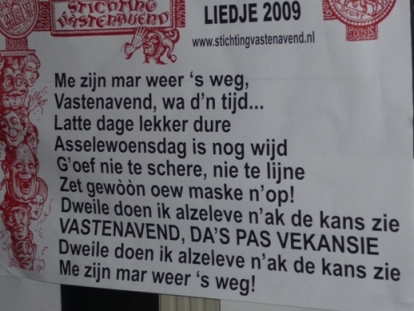 STICHTING
VASTENAVEND
LIEDJE 2009
www.stichtingvastenavend.nl
Me zijn mar weer 's weg,
Vastenavend, wa d'n tijd...
Latte dage lekker dure
Asselewoensdag is nog wijd
G'oef nie te schere, nie te lijne
Zet gewòòn oew maske n'op!
Dweile doen ik alzeleve n'ak de kans zie
VASTENAVEND, DA'S PAS VEKANSIE
Dweile doen ik alzeleve n'ak de kans zie
Me zijn mar weer 's weg!